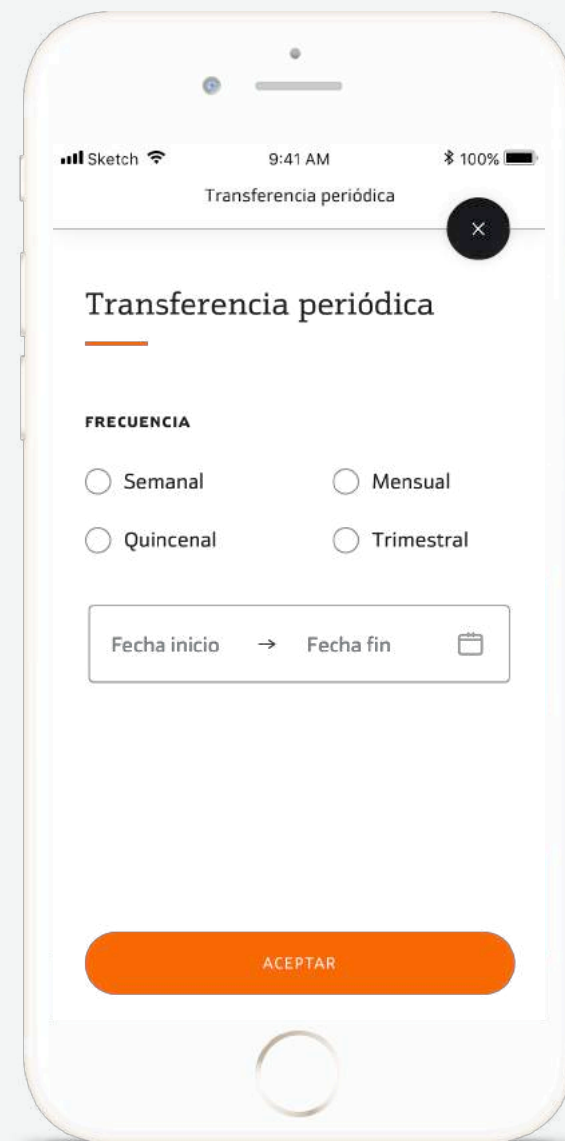 Sketch 9:41 AM 100%
Transferencia periódica
Transferencia periódica
FRECUENCIA
Semanal Mensual
Quincenal Trimestral
Fecha inicio → Fecha fin
ACEPTAR